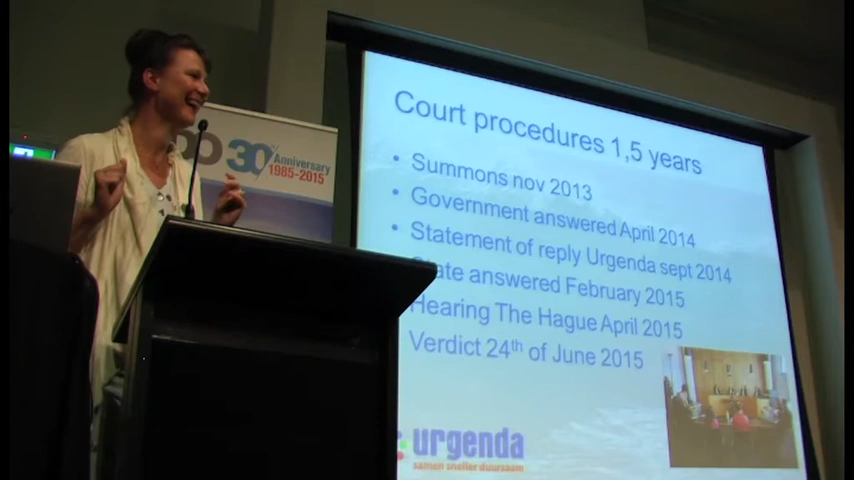 30
Anniversary
1985-2015
Court procedures 1,5 years
• Summons nov 2013
• Government answered April 2014
• Statement of reply Urgenda sept 2014
State answered February 2015
Hearing The Hague April 2015
Verdict 24th of June 2015
urgenda
samen sneller duurzaam